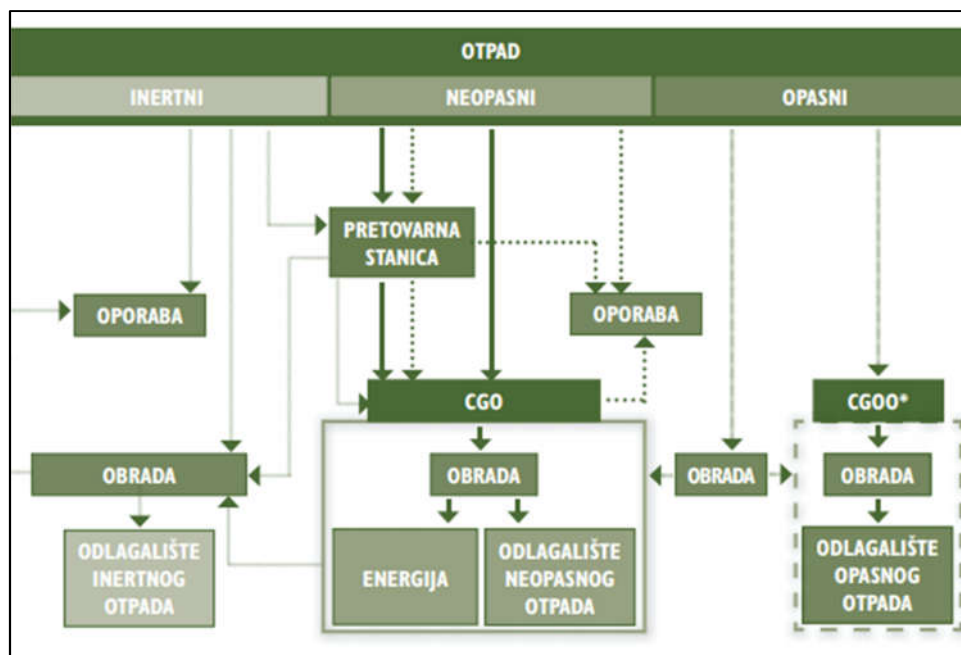 OTPAD
INERTNI
NEOPASNI
OPASNI
PRETOVARNA
STANICA
OPORABA
OPORABA
CGO
CGOO*
OBRADA
OBRADA
OBRADA
OBRADA
ODLAGALIŠTE
INERTNOG
OTPADA
ENERGIJA
ODLAGALIŠTE
NEOPASNOG
OTPADA
ODLAGALIŠTE
OPASNOG
OTPADA